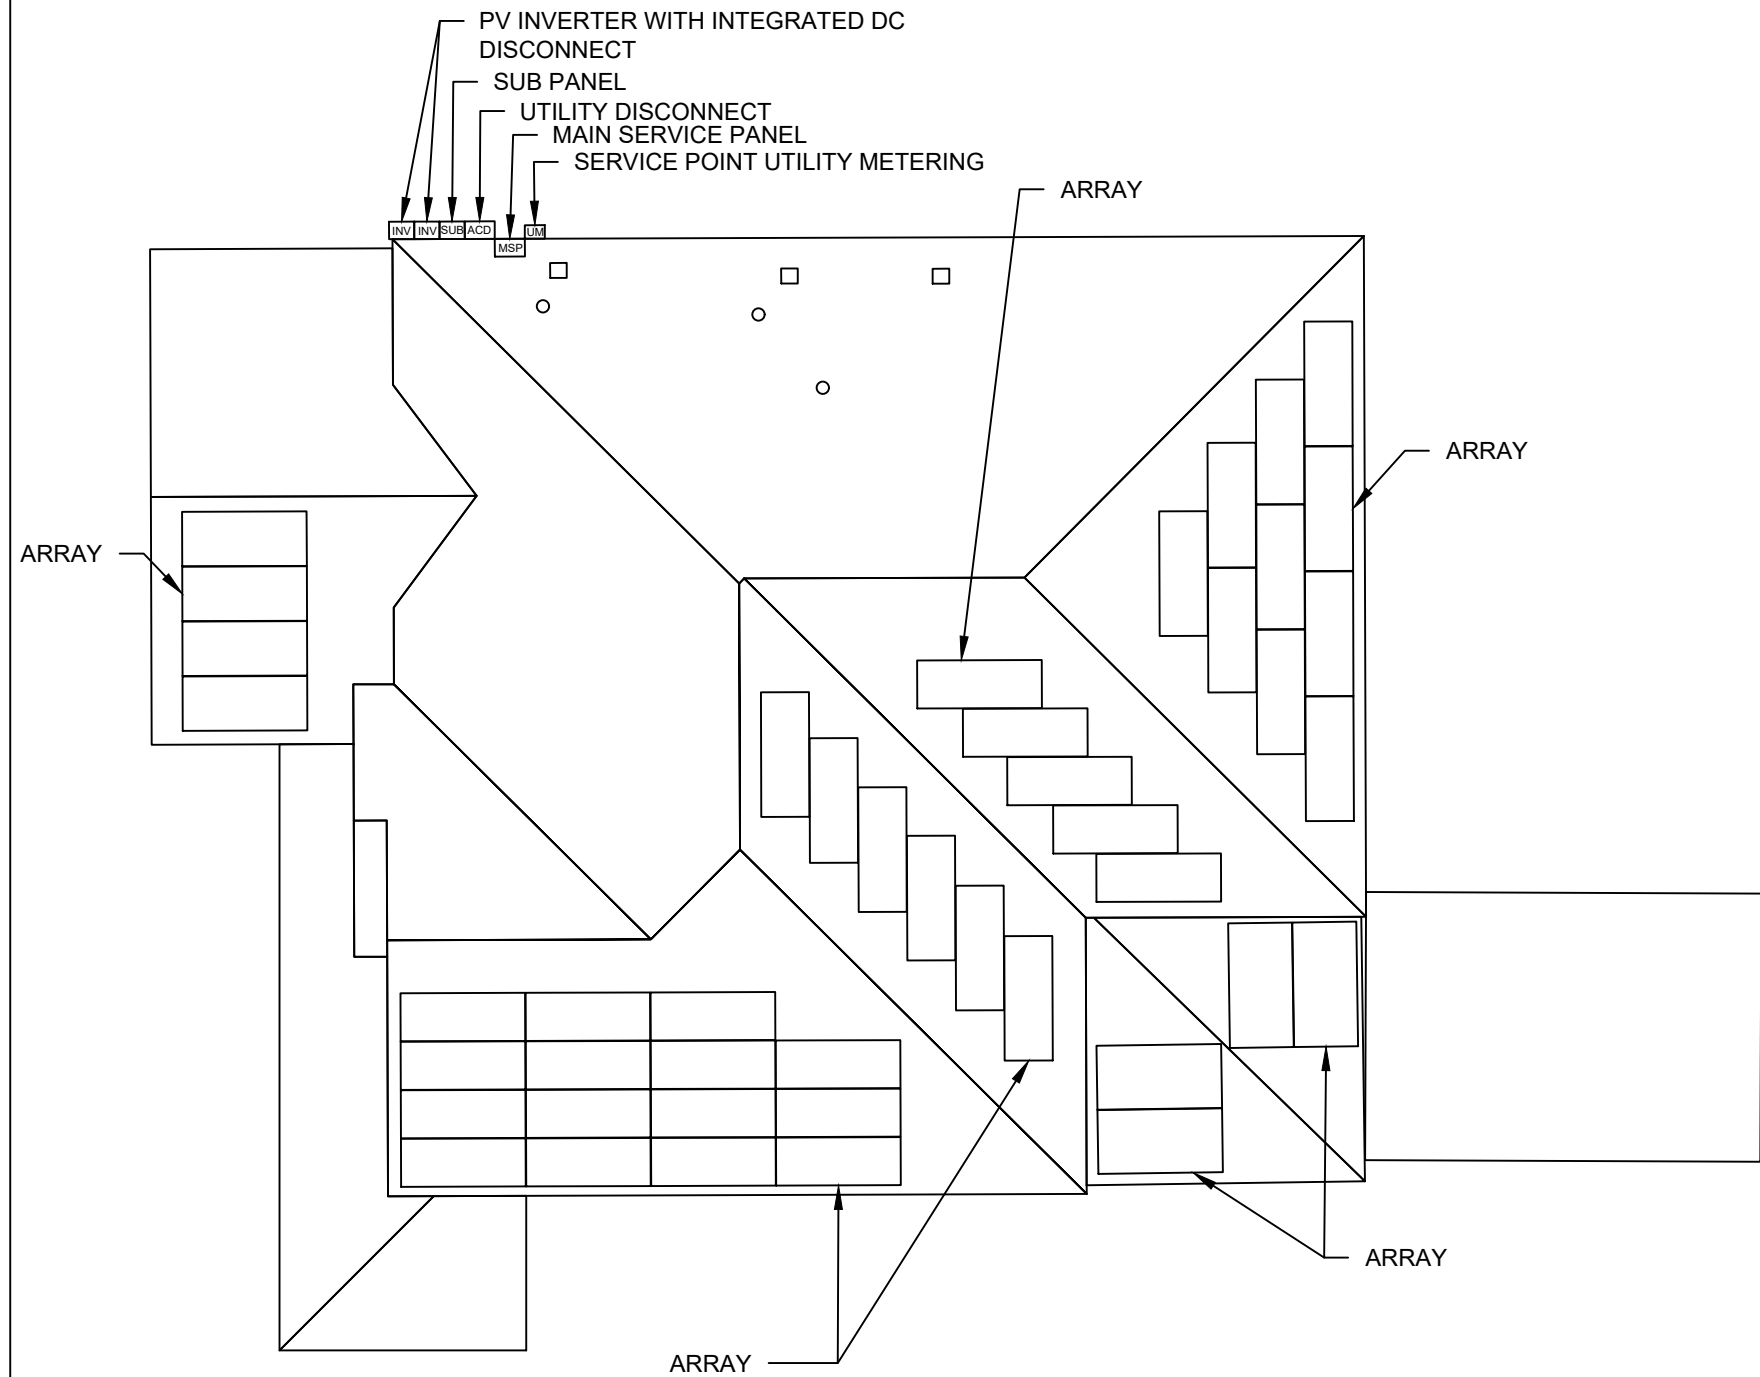 PV INVERTER WITH INTEGRATED DC
DISCONNECT
SUB PANEL
UTILITY DISCONNECT
MAIN SERVICE PANEL
SERVICE POINT UTILITY METERING
ARRAY
INV INV SUB ACD UM
MSP
ARRAY
ARRAY
ARRAY
ARRAY